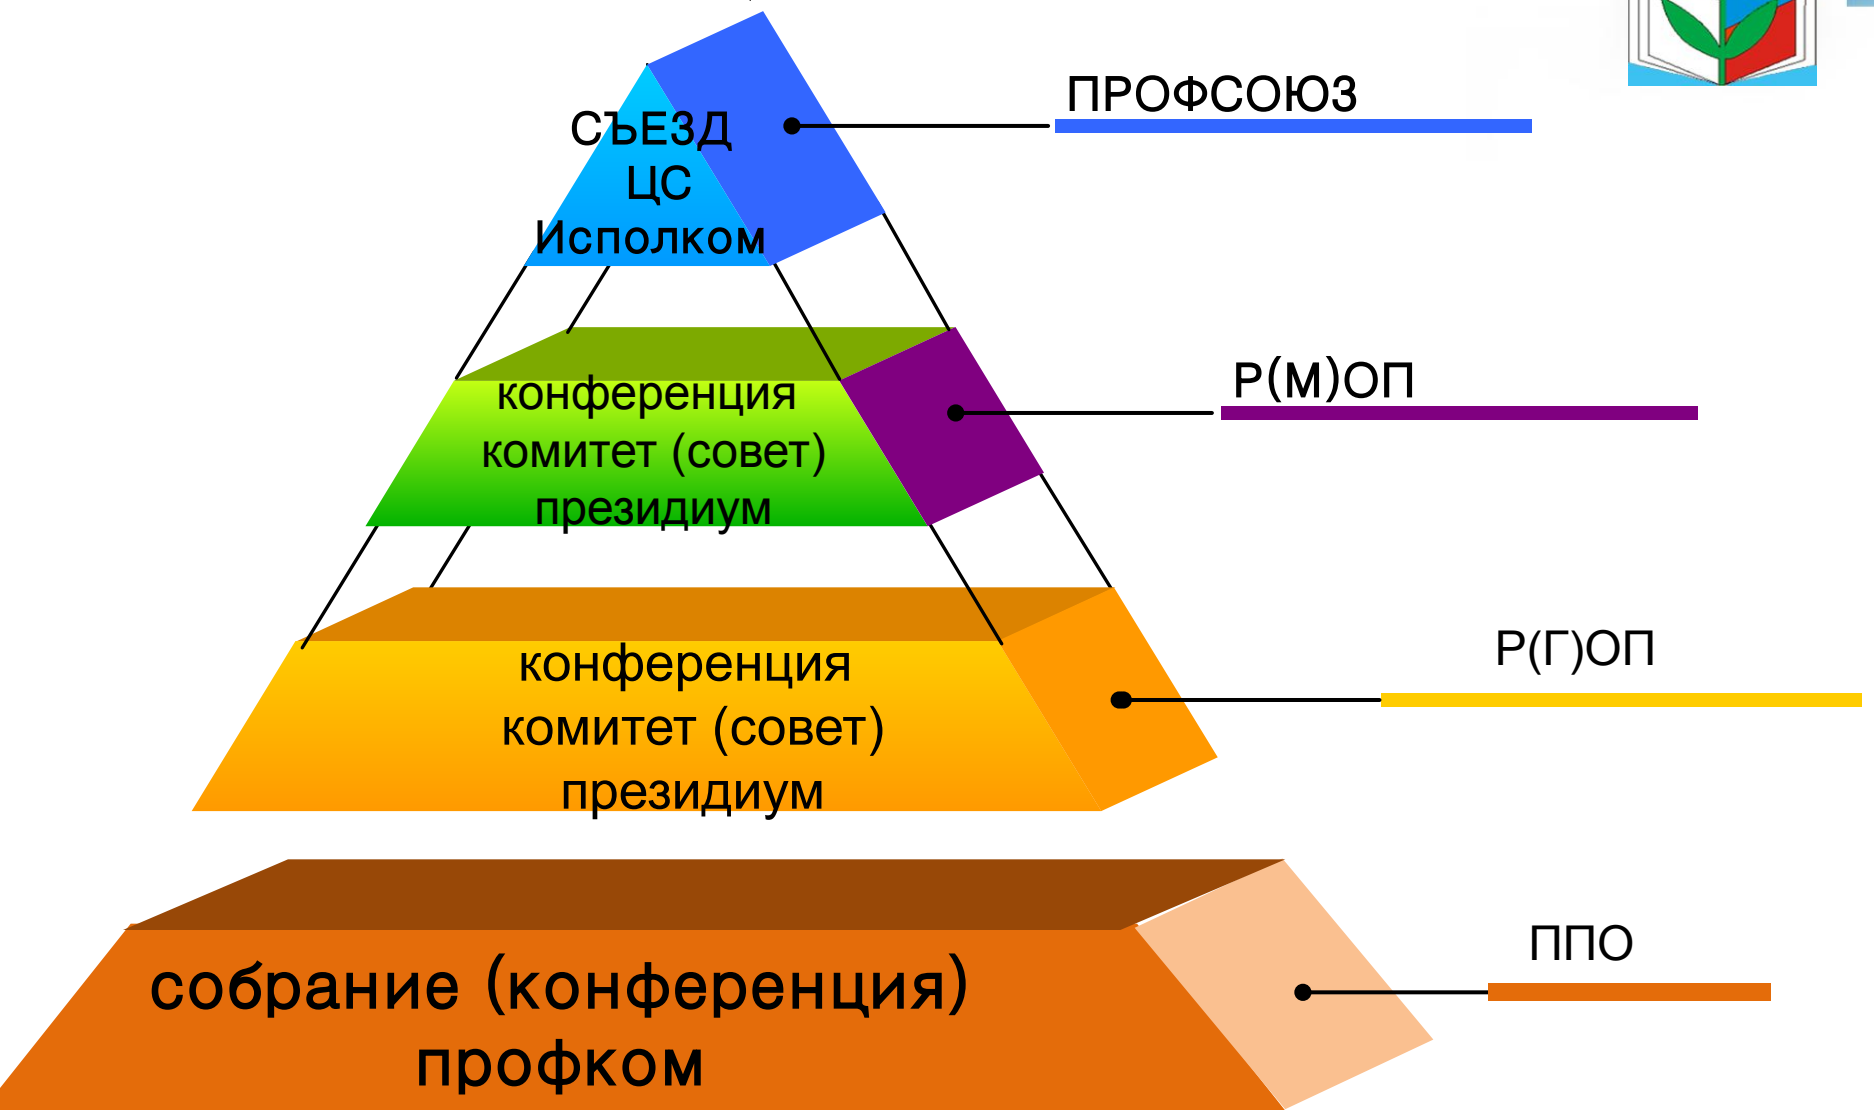 СЪЕЗД
ЦС
Исполком
ПРОФСОЮЗ
конференция
комитет (совет)
президиум
Р(М)ОП
конференция
комитет (совет)
президиум
Р(Г)ОП
собрание (конференция)
профком
ППО